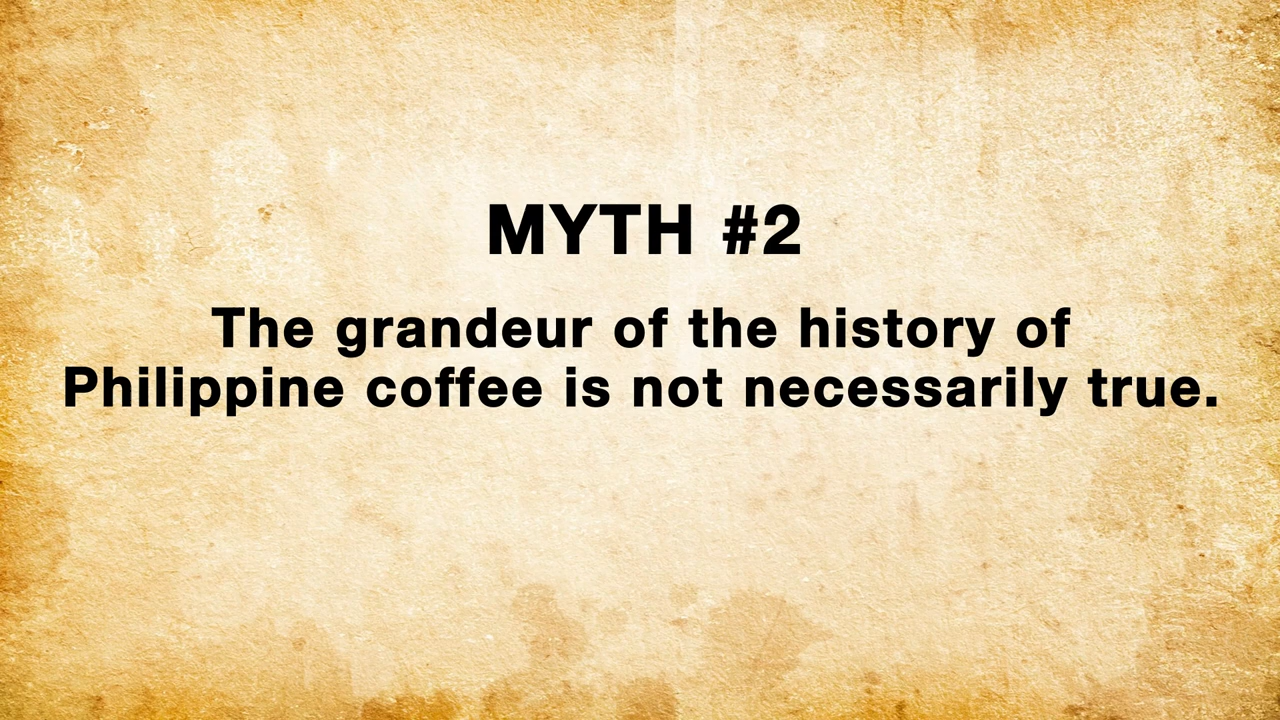 MYTH #2
The grandeur of the history of
Philippine coffee is not necessarily true.